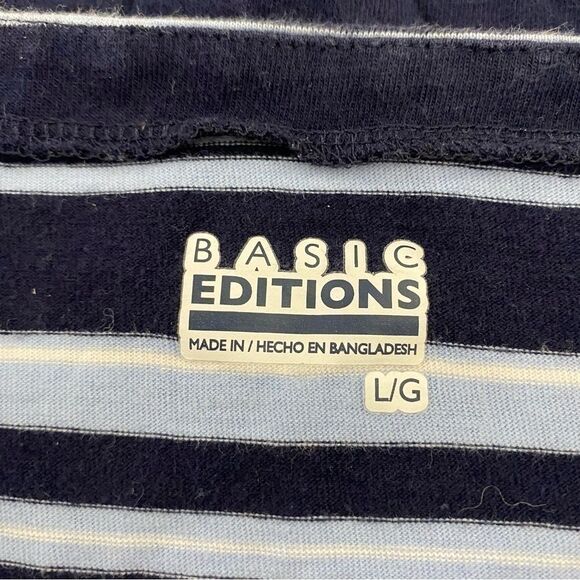 BASIC
EDITIONS
MADE IN / HECHO EN BANGLADESH
L/G